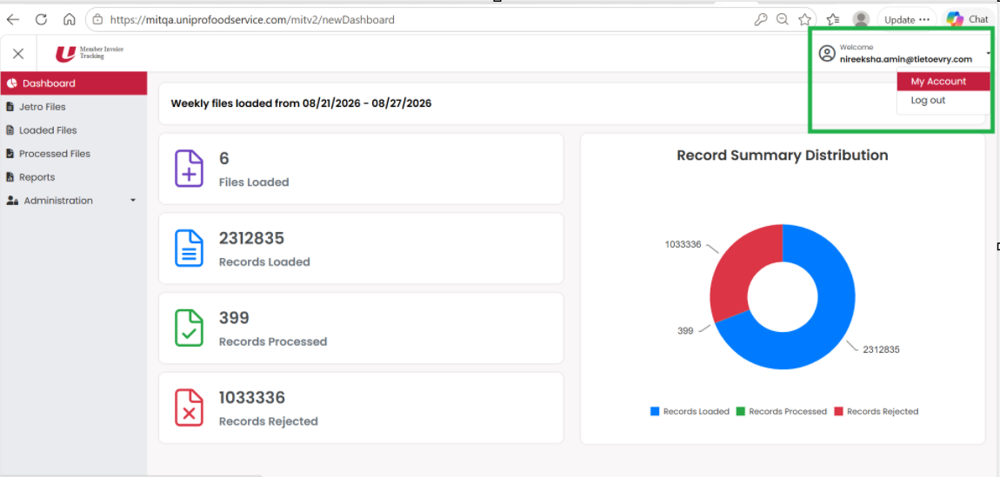 https://mitqa.uniprofoodservice.com/mitv2/newDashboard
Update
Chat
Member Invoice
Tracking
Welcome
nireeksha.amin@tietoevry.com
My Account
Log out
Dashboard
Jetro Files
Loaded Files
Processed Files
Reports
Administration
Weekly files loaded from 08/21/2026 - 08/27/2026
6
Files Loaded
2312835
Records Loaded
399
Records Processed
1033336
Records Rejected
Record Summary Distribution
1033336
399
2312835
Records Loaded Records Processed Records Rejected